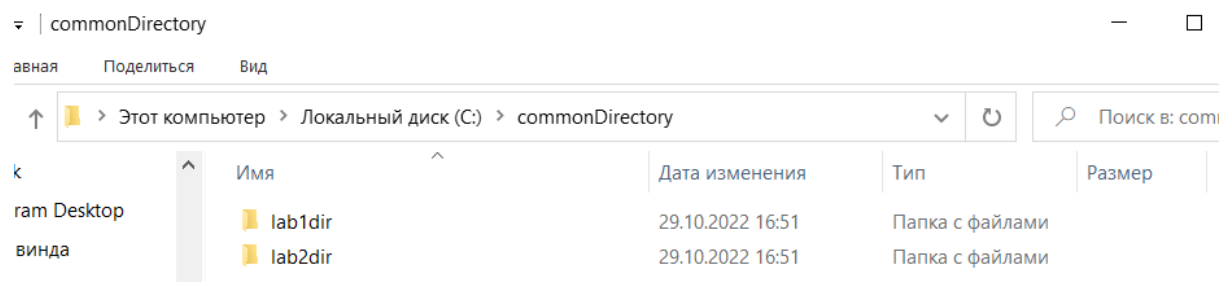 commonDirectory
авная Поделиться Вид
Этот компьютер > Локальный диск (C:) > commonDirectory Поиск в: com
k Имя Дата изменения Тип Размер
ram Desktop lab1dir 29.10.2022 16:51 Папка с файлами
винда lab2dir 29.10.2022 16:51 Папка с файлами